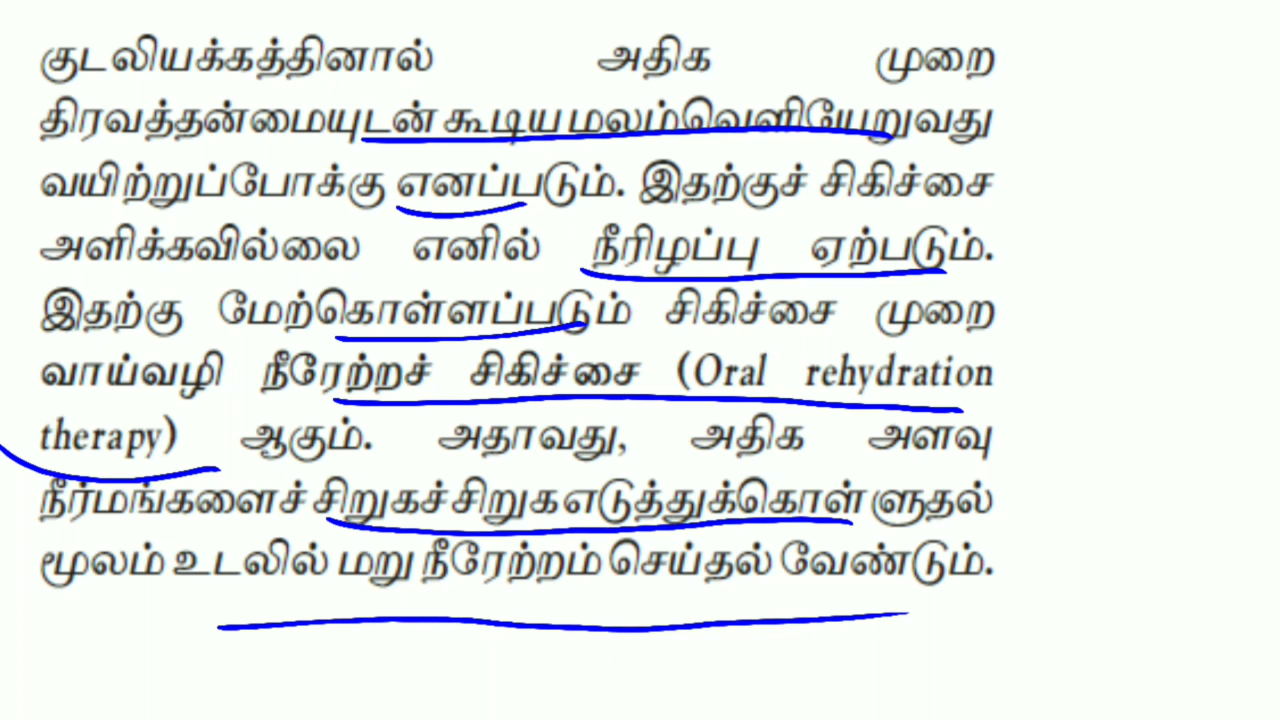 குடலியக்கத்தினால் அதிக முறை
திரவத்தன்மையுடன் கூடிய மலம்வெளியேறுவது
வயிற்றுப்போக்கு எனப்படும். இதற்குச் சிகிச்சை
அளிக்கவில்லை எனில் நீரிழப்பு ஏற்படும்.
இதற்கு மேற்கொள்ளப்படும் சிகிச்சை முறை
வாய்வழி நீரேற்றச் சிகிச்சை (Oral rehydration
therapy) ஆகும். அதாவது, அதிக அளவு
நீர்மங்களைச் சிறுகச்சிறுக எடுத்துக்கொள் ளுதல்
மூலம் உடலில் மறு நீரேற்றம் செய்தல் வேண்டும்.